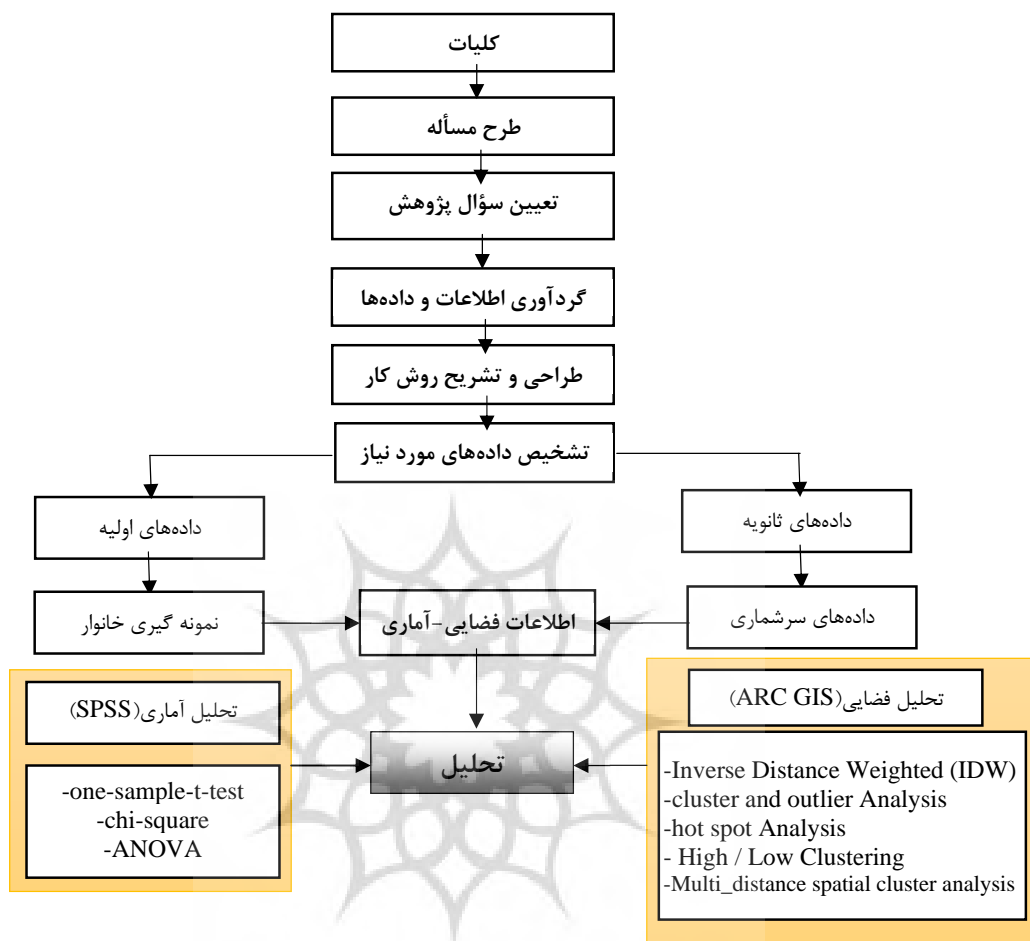 کلیات
طرح مسأله
تعیین سؤال پژوهش
گردآوری اطلاعات و داده‌ها
طراحی و تشریح روش کار
تشخیص داده‌های مورد نیاز
داده‌های ثانویه
داده‌های اولیه
داده‌های سرشماری
اطلاعات فضایی-آماری
نمونه گیری خانوار
تحلیل فضایی(ARC GIS)
تحلیل آماری(SPSS)
تحلیل
-Inverse Distance Weighted (IDW)
-cluster and outlier Analysis
-hot spot Analysis
- High / Low Clustering
-Multi_distance spatial cluster analysis
-one-sample-t-test
-chi-square
-ANOVA